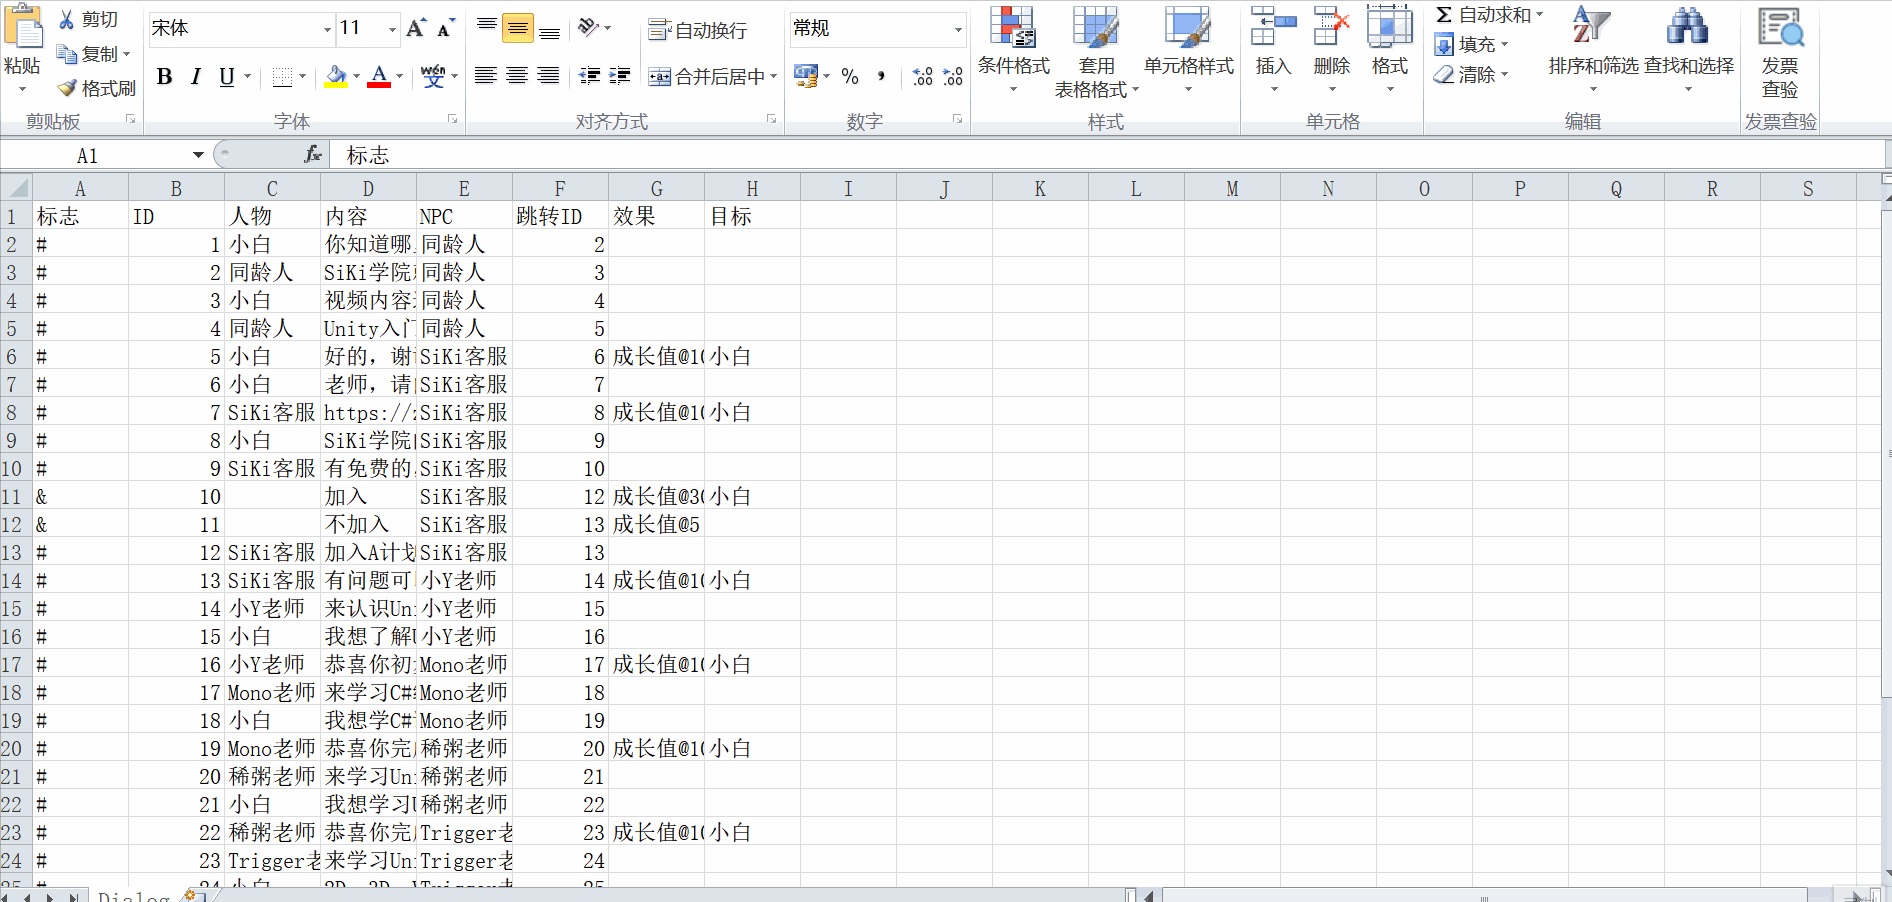 剪切
复制
格式刷
粘贴
剪贴板
宋体 11
B I U
字体
自动换行
合并后居中
对齐方式
常规
%
数字
条件格式 套用 表格格式 单元格样式
样式
插入 删除 格式
单元格
Σ 自动求和
填充
清除
排序和筛选 查找和选择
编辑
发票 查验
发票查验
A1 fx 标志
A B C D E F G H I J K L M N O P Q R S
1 标志 ID 人物 内容 NPC 跳转ID 效果 目标
2 # 1 小白 你知道哪 同龄人 2
3 # 2 同龄人 SiKi学院 同龄人 3
4 # 3 小白 视频内容 同龄人 4
5 # 4 同龄人 Unity入门 同龄人 5
6 # 5 小白 好的，谢 SiKi客服 6 成长值@10 小白
7 # 6 小白 老师，请 SiKi客服 7
8 # 7 SiKi客服 https:// SiKi客服 8 成长值@10 小白
9 # 8 小白 SiKi学院 SiKi客服 9
10 # 9 SiKi客服 有免费的 SiKi客服 10
11 & 10 加入 SiKi客服 12 成长值@30 小白
12 & 11 不加入 SiKi客服 13 成长值@5
13 # 12 SiKi客服 加入A计划 SiKi客服 13
14 # 13 SiKi客服 有问题可 小Y老师 14 成长值@10 小白
15 # 14 小Y老师 来认识Uni 小Y老师 15
16 # 15 小白 我想了解 小Y老师 16
17 # 16 小Y老师 恭喜你初 Mono老师 17 成长值@10 小白
18 # 17 Mono老师 来学习C# Mono老师 18
19 # 18 小白 我想学C# Mono老师 19
20 # 19 Mono老师 恭喜你完 稀粥老师 20 成长值@10 小白
21 # 20 稀粥老师 来学习Uni 稀粥老师 21
22 # 21 小白 我想学习 稀粥老师 22
23 # 22 稀粥老师 恭喜你完 Trigger老 23 成长值@10 小白
24 # 23 Trigger老 来学习Uni Trigger老 24
25 # 24 小白 2D、3D、 Trigger老 25
Dialog